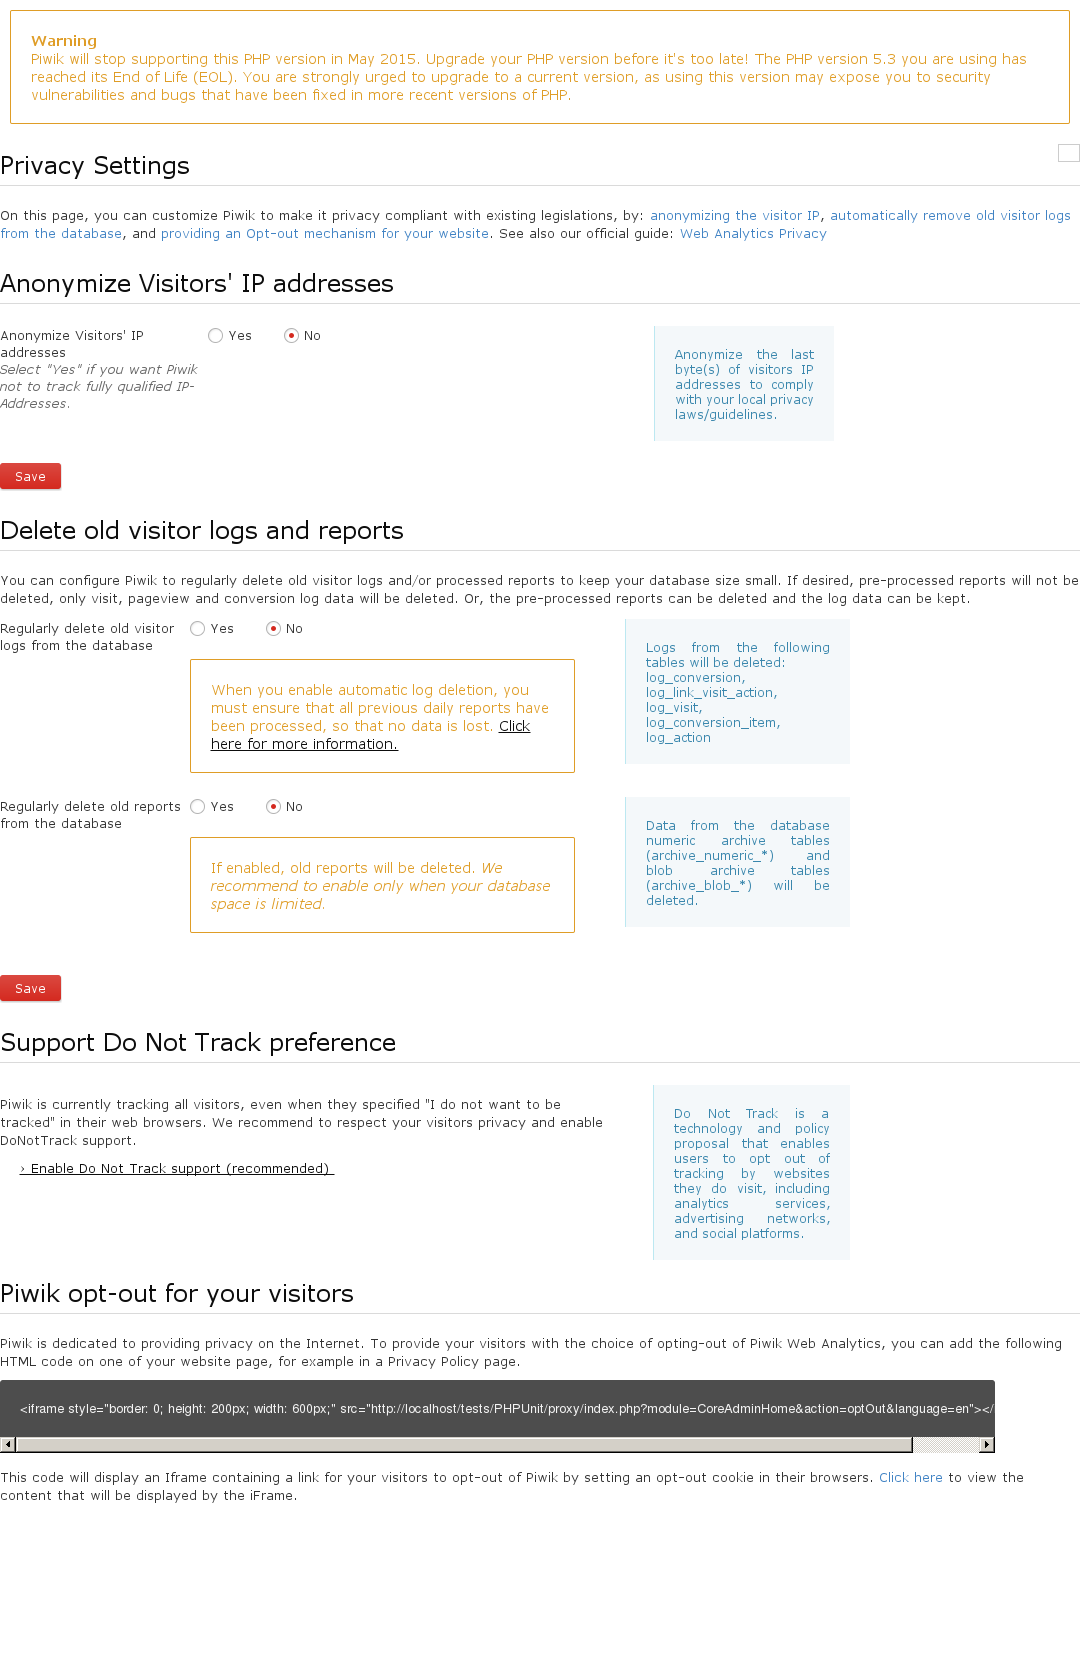 Warning
Piwik will stop supporting this PHP version in May 2015. Upgrade your PHP version before it's too late! The PHP version 5.3 you are using has
reached its End of Life (EOL). You are strongly urged to upgrade to a current version, as using this version may expose you to security
vulnerabilities and bugs that have been fixed in more recent versions of PHP.
Privacy Settings
On this page, you can customize Piwik to make it privacy compliant with existing legislations, by: anonymizing the visitor IP, automatically remove old visitor logs
from the database, and providing an Opt-out mechanism for your website. See also our official guide: Web Analytics Privacy
Anonymize Visitors' IP addresses
Anonymize Visitors' IP
addresses
Select "Yes" if you want Piwik
not to track fully qualified IP-
Addresses.
Yes
No
Anonymize the last
byte(s) of visitors IP
addresses to comply
with your local privacy
laws/guidelines.
Save
Delete old visitor logs and reports
You can configure Piwik to regularly delete old visitor logs and/or processed reports to keep your database size small. If desired, pre-processed reports will not be
deleted, only visit, pageview and conversion log data will be deleted. Or, the pre-processed reports can be deleted and the log data can be kept.
Regularly delete old visitor
logs from the database
Yes
No
When you enable automatic log deletion, you
must ensure that all previous daily reports have
been processed, so that no data is lost. Click
here for more information.
Logs from the following
tables will be deleted:
log_conversion,
log_link_visit_action,
log_visit,
log_conversion_item,
log_action
Regularly delete old reports
from the database
Yes
No
If enabled, old reports will be deleted. We
recommend to enable only when your database
space is limited.
Data from the database
numeric archive tables
(archive_numeric_*) and
blob archive tables
(archive_blob_*) will be
deleted.
Save
Support Do Not Track preference
Piwik is currently tracking all visitors, even when they specified "I do not want to be
tracked" in their web browsers. We recommend to respect your visitors privacy and enable
DoNotTrack support.
› Enable Do Not Track support (recommended)
Do Not Track is a
technology and policy
proposal that enables
users to opt out of
tracking by websites
they do visit, including
analytics services,
advertising networks,
and social platforms.
Piwik opt-out for your visitors
Piwik is dedicated to providing privacy on the Internet. To provide your visitors with the choice of opting-out of Piwik Web Analytics, you can add the following
HTML code on one of your website page, for example in a Privacy Policy page.
<iframe style="border: 0; height: 200px; width: 600px;" src="http://localhost/tests/PHPUnit/proxy/index.php?module=CoreAdminHome&action=optOut&language=en"></
This code will display an Iframe containing a link for your visitors to opt-out of Piwik by setting an opt-out cookie in their browsers. Click here to view the
content that will be displayed by the iFrame.